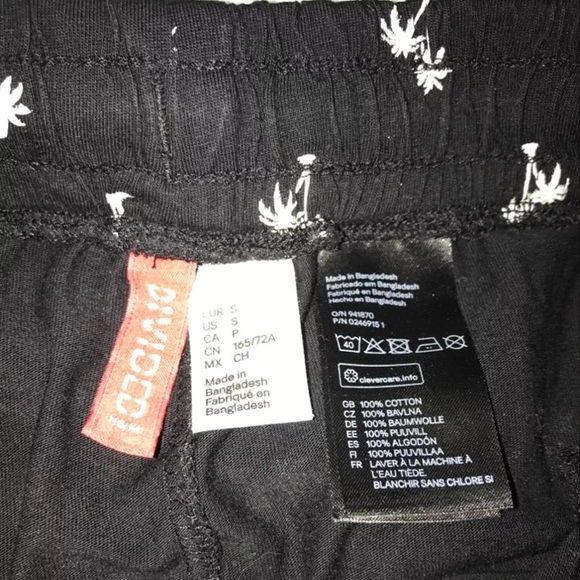 DIVIDED
EUR S
US S
CA P
CN 165/72A
MX CH
Made in
Bangladesh
Fabriqué en
Bangladesh
Made in Bangladesh
Fabricado em Bangladesh
Fabriqué en Bangladesh
Hecho en Bangladesh
O/N 941870
P/N 0246915 1
40
clevercare.info
GB 100% COTTON
CZ 100% BAVLNA
DE 100% BAUMWOLLE
EE 100% PUUVILL
ES 100% ALGODÓN
FI 100% PUUVILLAA
FR LAVER À LA MACHINE À
L'EAU TIÈDE.
BLANCHIR SANS CHLORE SI